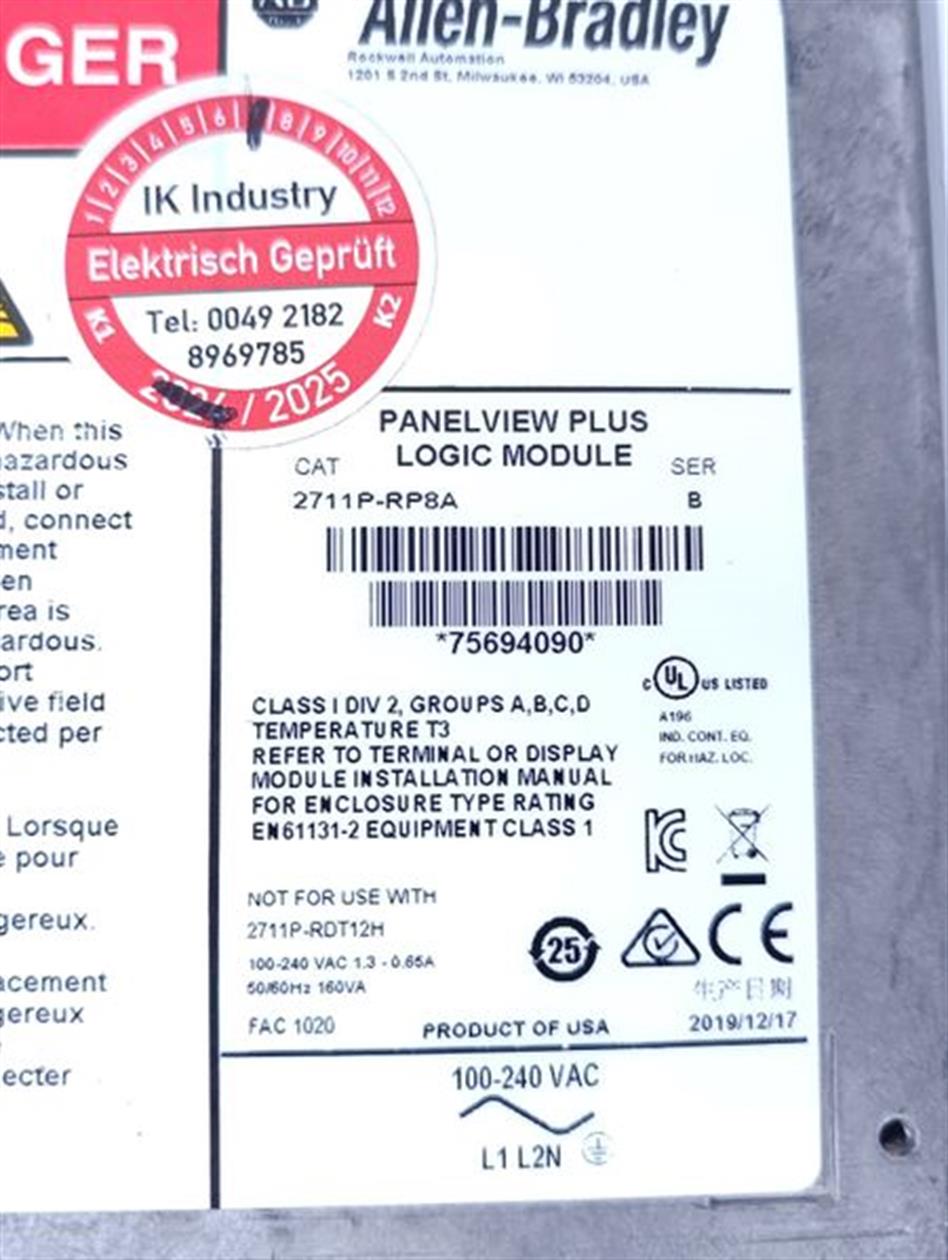 GER
Allen-Bradley
Rockwell Automation
1201 S 2nd St, Milwaukee, WI 53204, USA
1 2 3 4 5 6 8 9 10 11 12
IK Industry
Elektrisch Geprüft
K1 K2
Tel: 0049 2182
8969785
2024 / 2025
When this
azardous
stall or
d, connect
ment
en
rea is
ardous.
ort
ive field
cted per
Lorsque
e pour
gereux.
acement
gereux
ecter
PANELVIEW PLUS
LOGIC MODULE
CAT SER
2711P-RP8A B
*75694090*
C UL US LISTED
A196
IND. CONT. EQ.
FOR HAZ. LOC.
CLASS I DIV 2, GROUPS A,B,C,D
TEMPERATURE T3
REFER TO TERMINAL OR DISPLAY
MODULE INSTALLATION MANUAL
FOR ENCLOSURE TYPE RATING
EN61131-2 EQUIPMENT CLASS 1
NOT FOR USE WITH
2711P-RDT12H
100-240 VAC 1.3 - 0.65A
50/60Hz 160VA
FAC 1020
25
CE
生产日期
PRODUCT OF USA
2019/12/17
100-240 VAC
L1 L2N